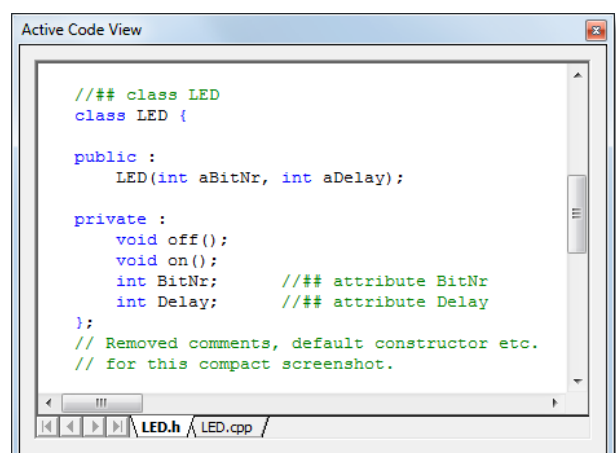 Active Code View
//## class LED
class LED {
public :
LED(int aBitNr, int aDelay);
private :
void off();
void on();
int BitNr; //## attribute BitNr
int Delay; //## attribute Delay
};
// Removed comments, default constructor etc.
// for this compact screenshot.
LED.h LED.cpp